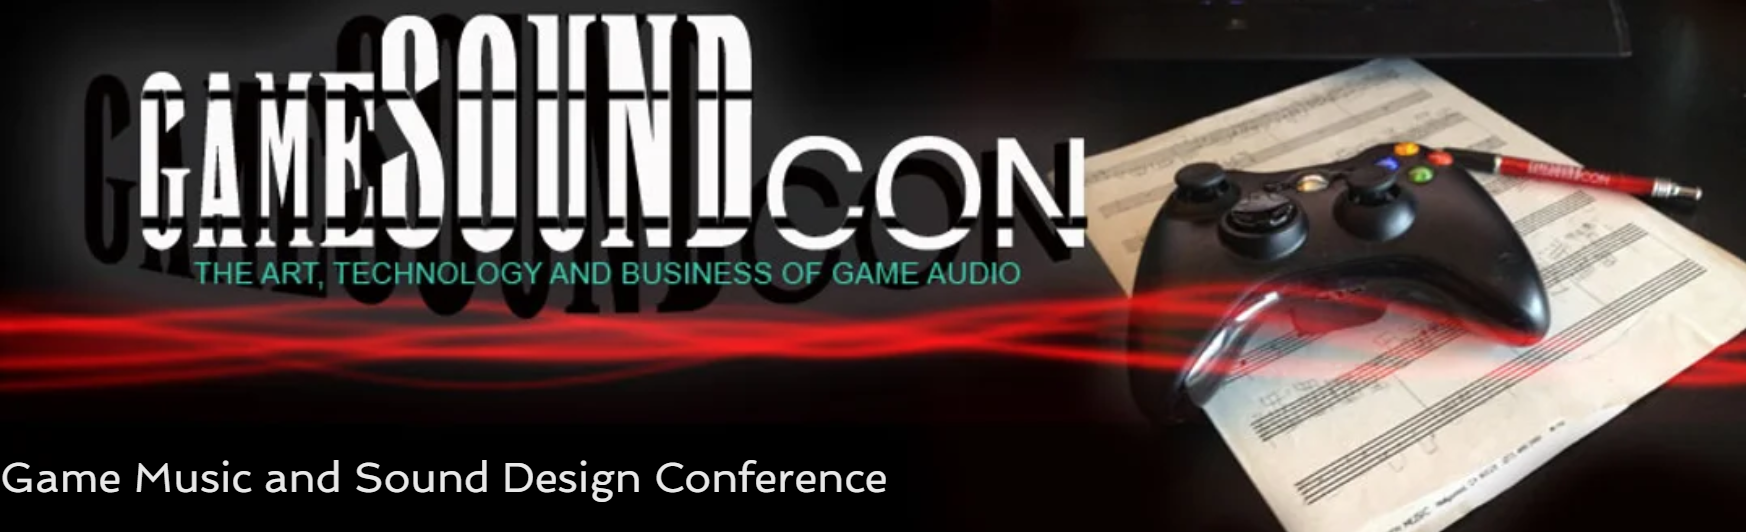 GAMESOUNDCON
THE ART, TECHNOLOGY AND BUSINESS OF GAME AUDIO
Game Music and Sound Design Conference